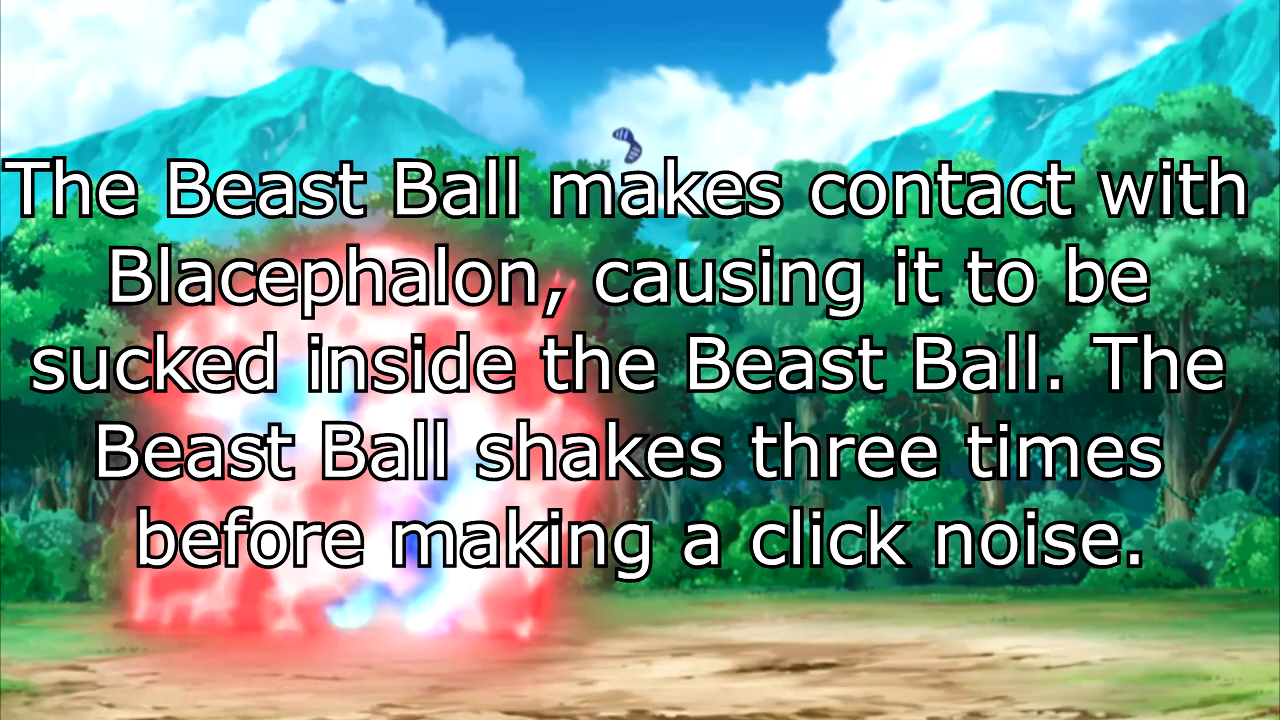 The Beast Ball makes contact with
Blacephalon, causing it to be
sucked inside the Beast Ball. The
Beast Ball shakes three times
before making a click noise.